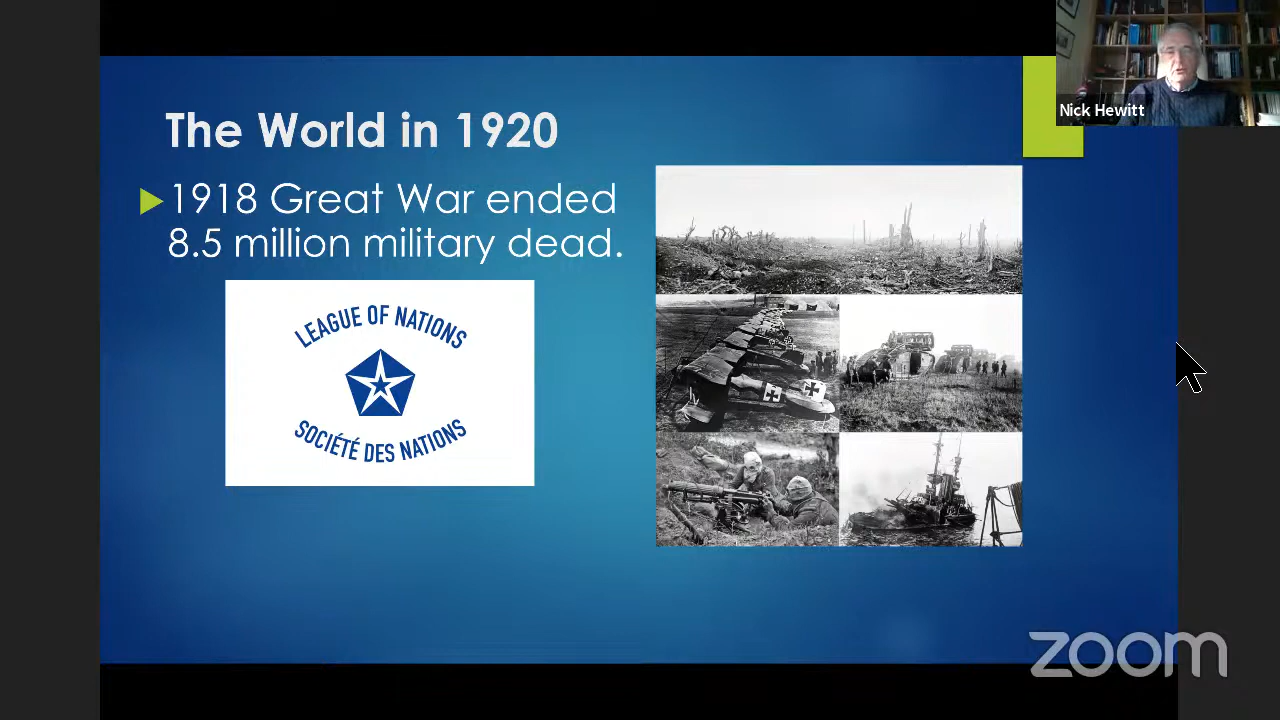 Nick Hewitt
The World in 1920
1918 Great War ended
8.5 million military dead.
LEAGUE OF NATIONS
SOCIÉTÉ DES NATIONS
zoom